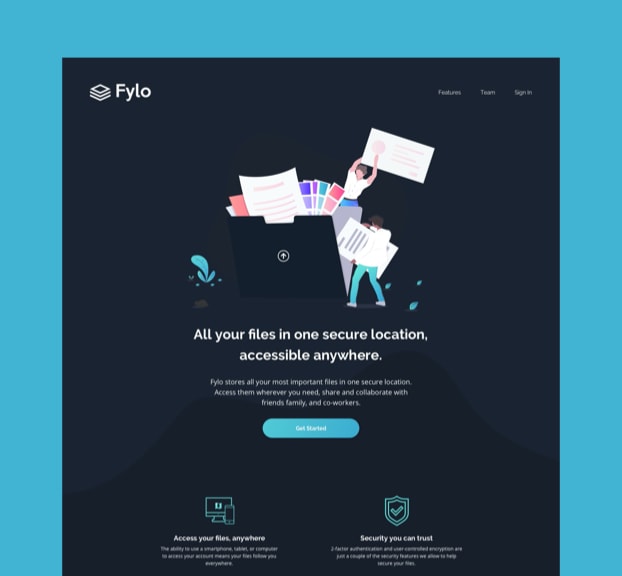 Fylo
Features Team Sign In
All your files in one secure location,
accessible anywhere.
Fylo stores all your most important files in one secure location.
Access them wherever you need, share and collaborate with
friends family, and co-workers.
Get Started
Access your files, anywhere
The ability to use a smartphone, tablet, or computer
to access your account means your files follow you
everywhere.
Security you can trust
2-factor authentication and user-controlled encryption are
just a couple of the security features we allow to help
secure your files.